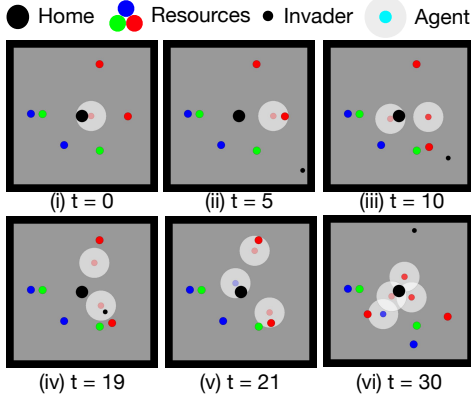 Home Resources Invader Agent
(i) t = 0 (ii) t = 5 (iii) t = 10
(iv) t = 19 (v) t = 21 (vi) t = 30